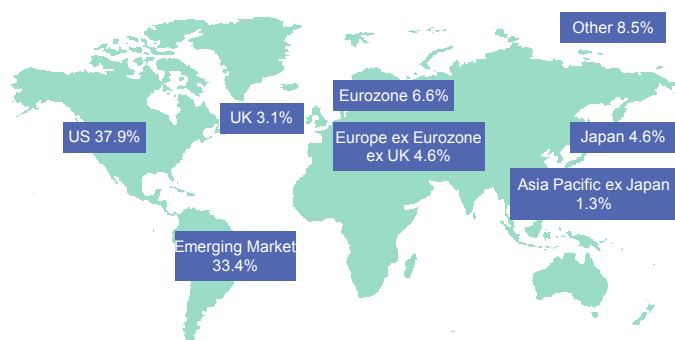 Other 8.5%
Eurozone 6.6%
UK 3.1%
US 37.9%
Europe ex Eurozone
ex UK 4.6%
Japan 4.6%
Asia Pacific ex Japan
1.3%
Emerging Market
33.4%